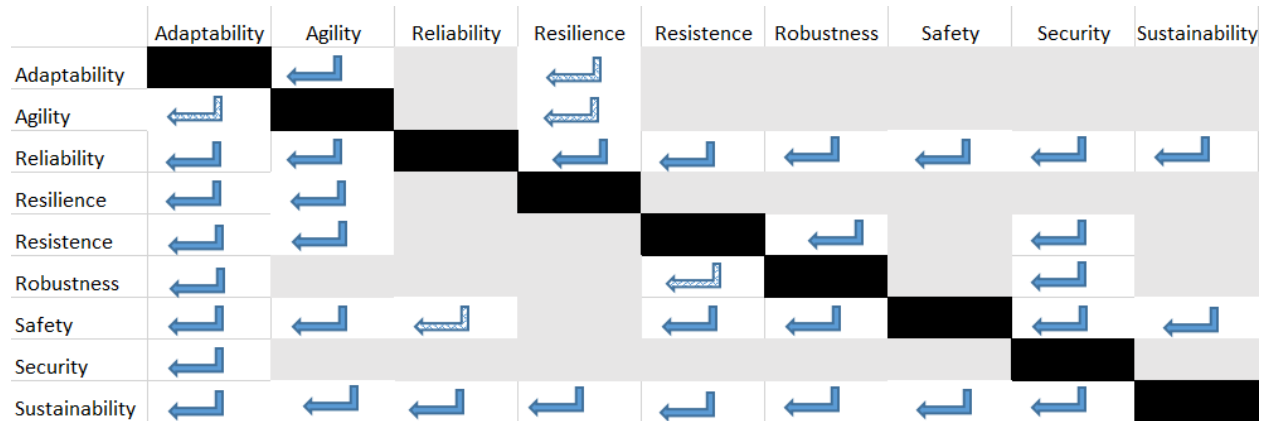 Adaptability Agility Reliability Resilience Resistence Robustness Safety Security Sustainability
Adaptability
Agility
Reliability
Resilience
Resistence
Robustness
Safety
Security
Sustainability